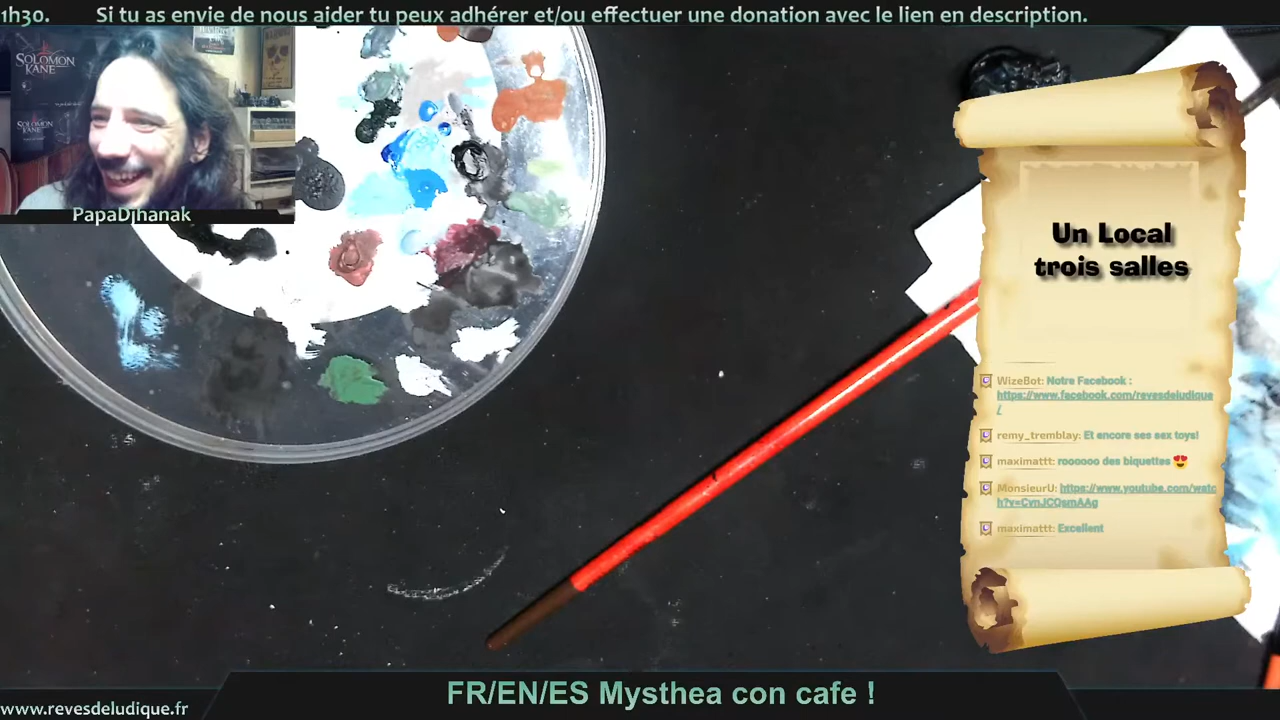 1h30. Si tu as envie de nous aider tu peux adhérer et/ou effectuer une donation avec le lien en description.
SOLOMON
KANE
SOLOMON
KANE
PapaDjhanak
Un Local
trois salles
WizeBot: Notre Facebook :
https://www.facebook.com/revesdeludique
/
remy_tremblay: Et encore ses sex toys!
maximattt: roooooo des biquettes 😍
MonsieurU: https://www.youtube.com/watc
h?v=CvnJCQsmAAg
maximattt: Excellent
FR/EN/ES Mysthea con cafe !
www.revesdeludique.fr